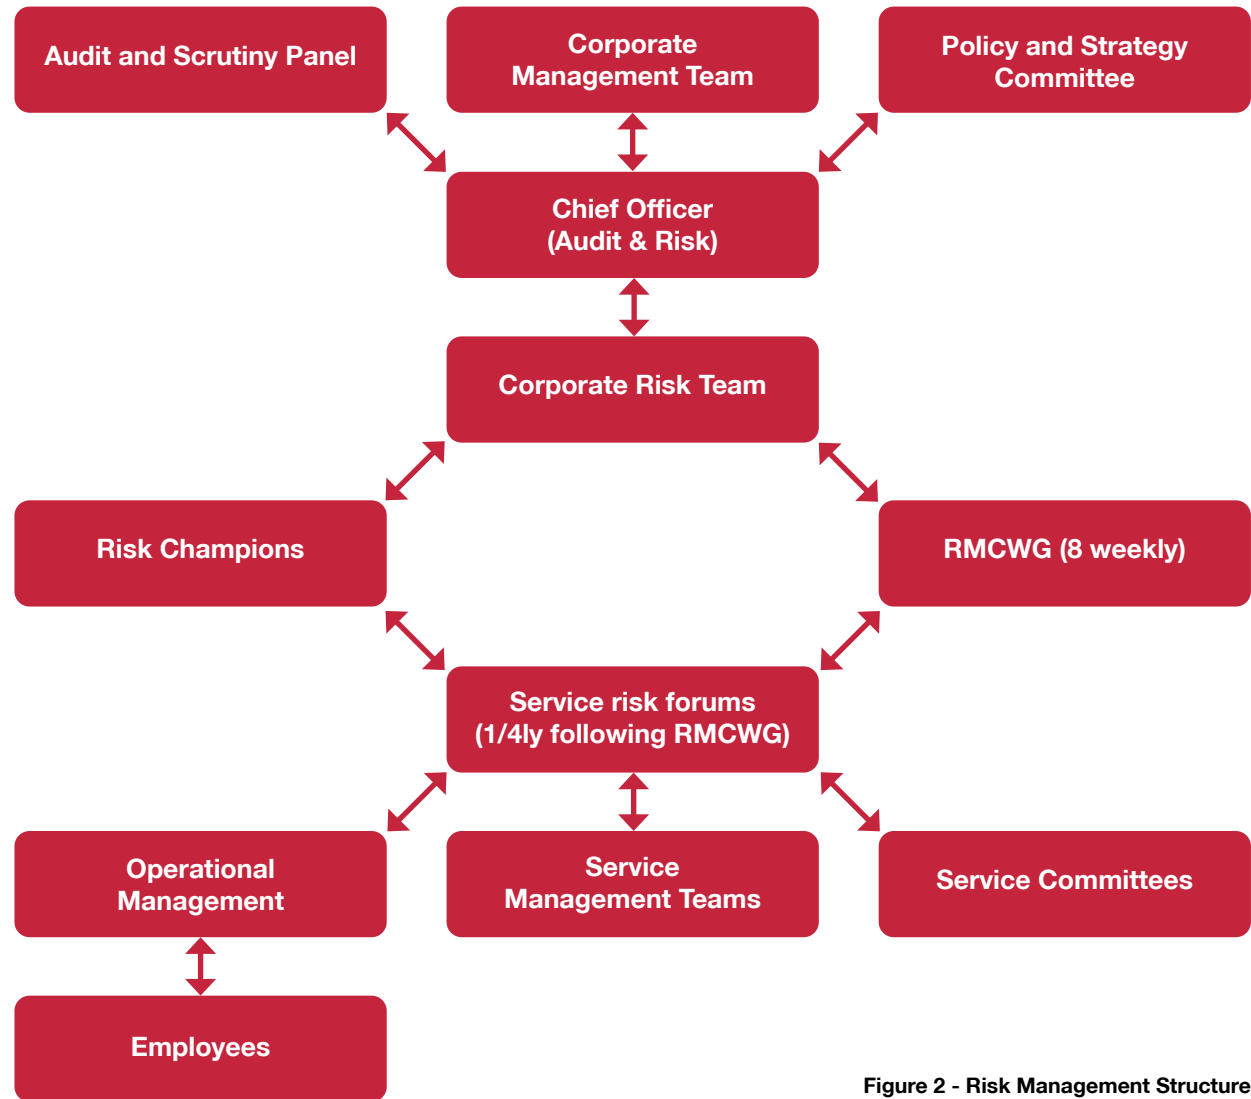 Audit and Scrutiny Panel
Corporate
Management Team
Policy and Strategy
Committee
Chief Officer
(Audit & Risk)
Corporate Risk Team
Risk Champions
RMCWG (8 weekly)
Service risk forums
(1/4ly following RMCWG)
Operational
Management
Service
Management Teams
Service Committees
Employees
Figure 2 - Risk Management Structure